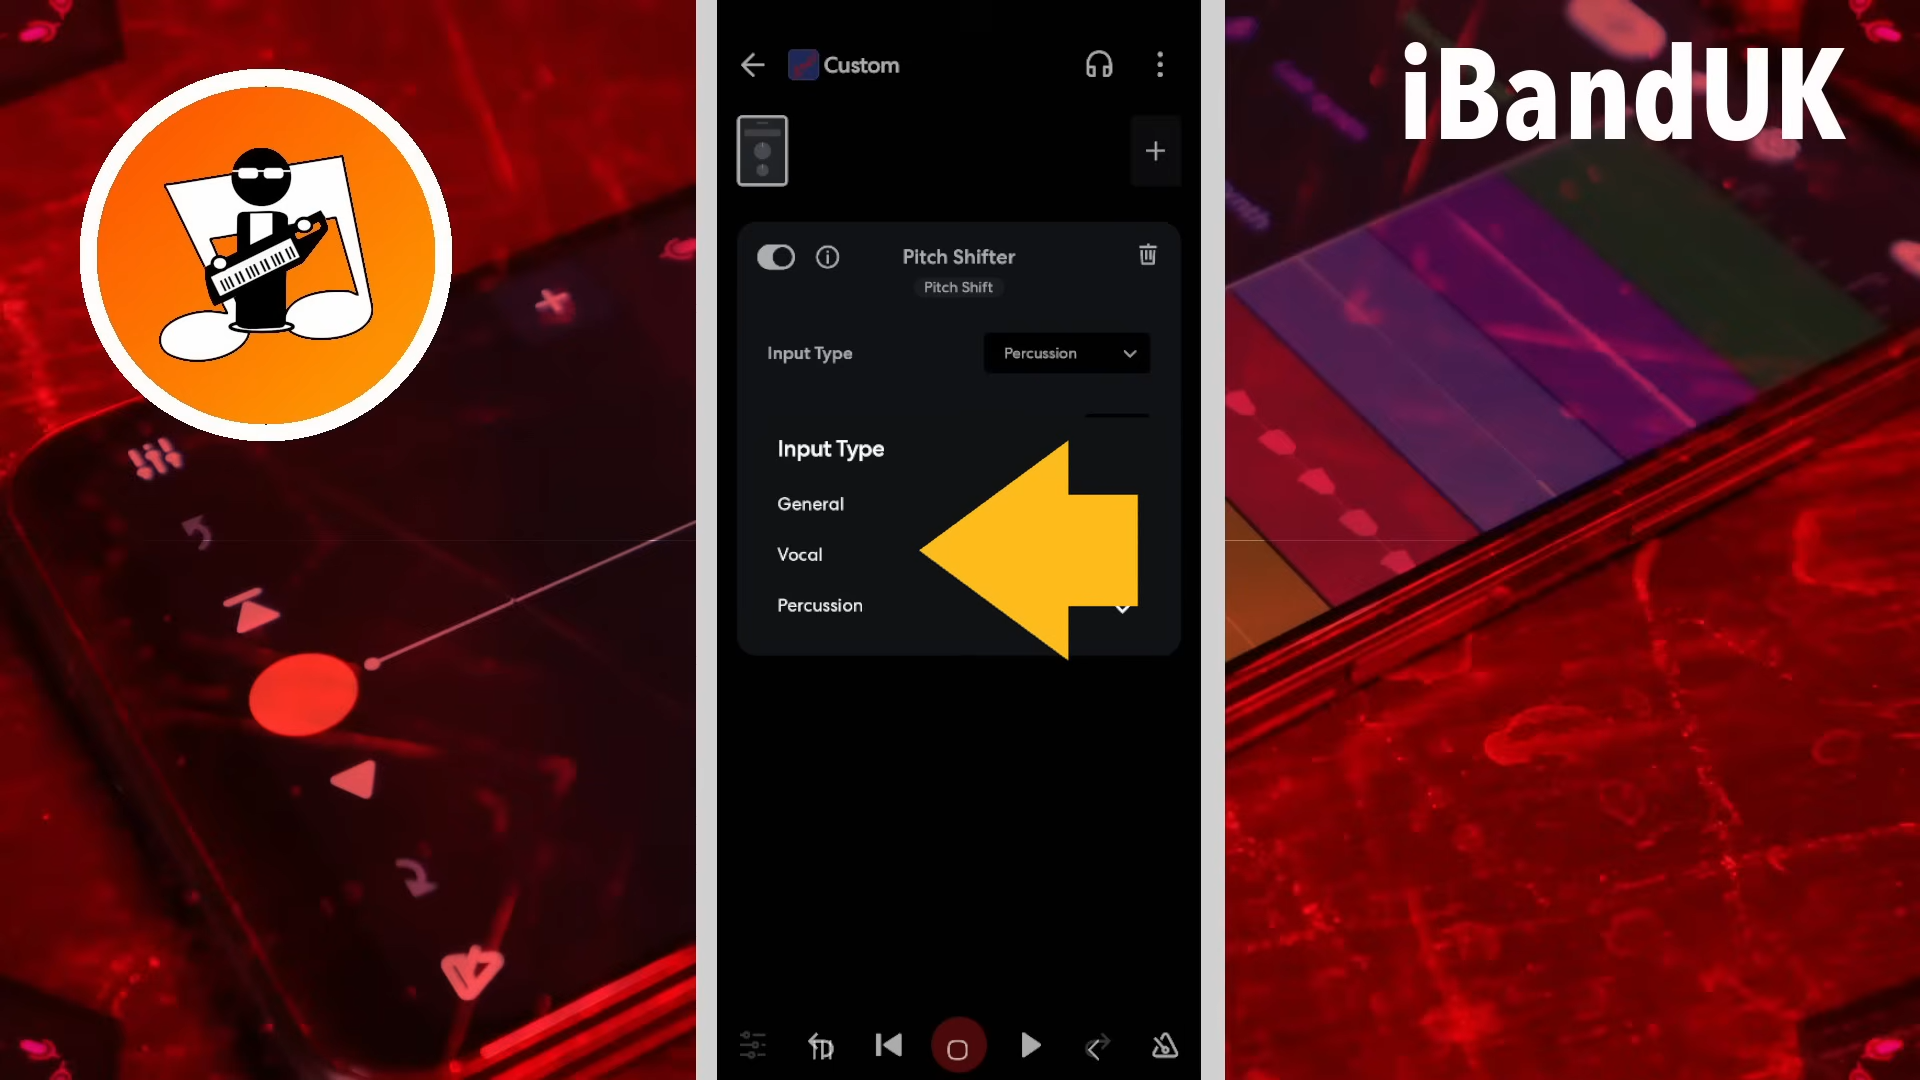 iBandUK
Custom
Pitch Shifter
Pitch Shift
Input Type
Percussion
Input Type
General
Vocal
Percussion